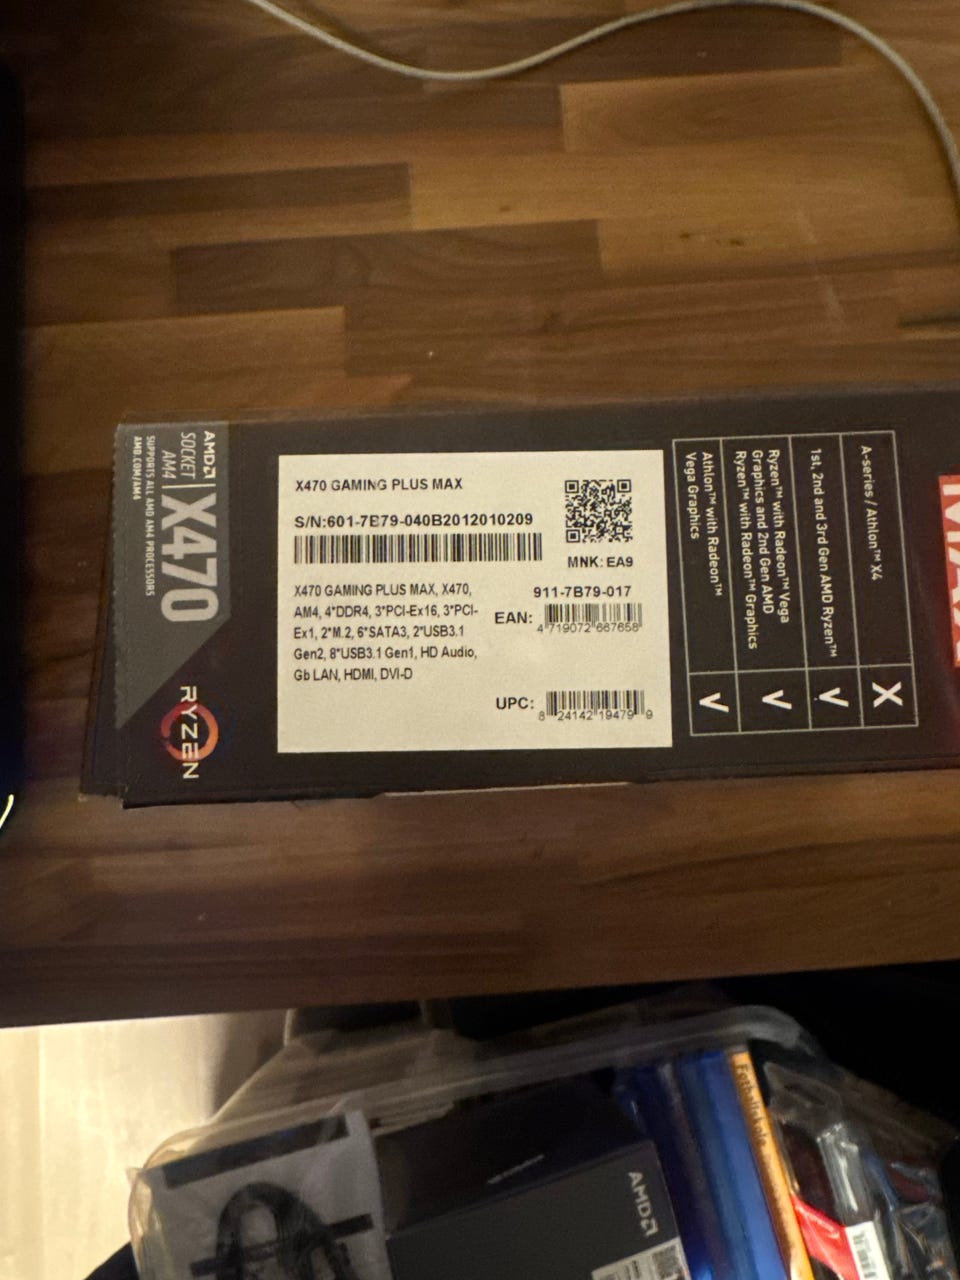 AMD
SOCKET
AM4
X470
SUPPORTS ALL AMD AM4 PROCESSORS
AMD.COM/AM4
RYZEN
X470 GAMING PLUS MAX
S/N:601-7B79-040B2012010209
MNK: EA9
X470 GAMING PLUS MAX, X470,
AM4, 4*DDR4, 3*PCI-Ex16, 3*PCI-
Ex1, 2*M.2, 6*SATA3, 2*USB3.1
Gen2, 8*USB3.1 Gen1, HD Audio,
Gb LAN, HDMI, DVI-D
911-7B79-017
EAN:
4 719072 667658
UPC:
8 24142 19479 9
A-series / Athlon™ X4
X
1st, 2nd and 3rd Gen AMD Ryzen™
V
Ryzen™ with Radeon™ Vega
Graphics and 2nd Gen AMD
Ryzen™ with Radeon™ Graphics
V
Athlon™ with Radeon™
Vega Graphics
V
MAX
Fotballskole
AMD